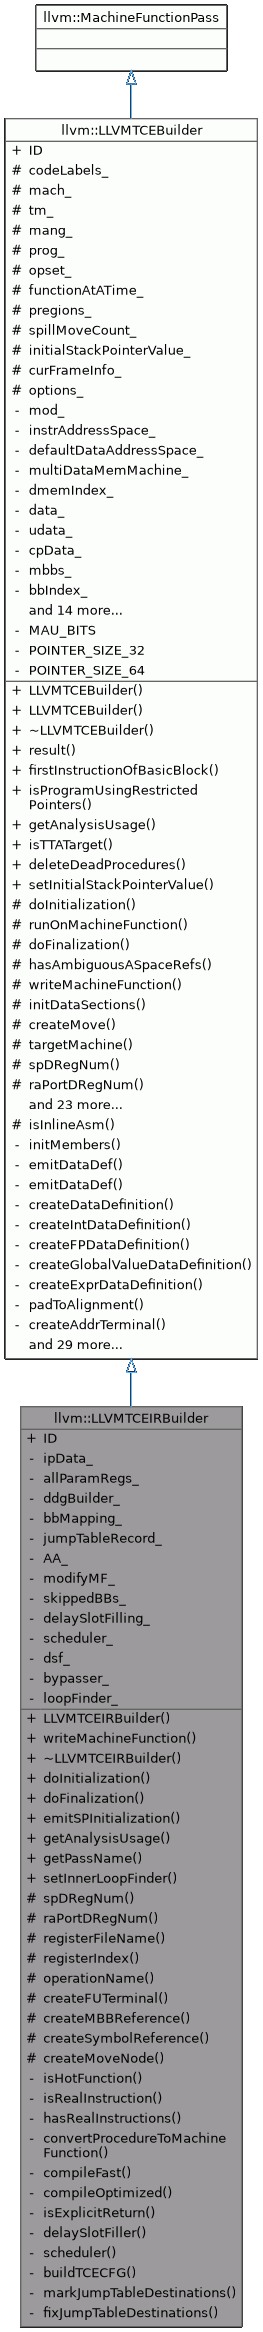 llvm::MachineFunctionPass
llvm::LLVMTCEBuilder
+ ID
# codeLabels_
# mach_
# tm_
# mang_
# prog_
# opset_
# functionAtATime_
# pregions_
# spillMoveCount_
# initialStackPointerValue_
# curFrameInfo_
# options_
- mod_
- instrAddressSpace_
- defaultDataAddressSpace_
- multiDataMemMachine_
- dmemIndex_
- data_
- udata_
- cpData_
- mbbs_
- bbIndex_
and 14 more...
- MAU_BITS
- POINTER_SIZE_32
- POINTER_SIZE_64
+ LLVMTCEBuilder()
+ LLVMTCEBuilder()
+ ~LLVMTCEBuilder()
+ result()
+ firstInstructionOfBasicBlock()
+ isProgramUsingRestricted
Pointers()
+ getAnalysisUsage()
+ isTTATarget()
+ deleteDeadProcedures()
+ setInitialStackPointerValue()
# doInitialization()
# runOnMachineFunction()
# doFinalization()
# hasAmbiguousASpaceRefs()
# writeMachineFunction()
# initDataSections()
# createMove()
# targetMachine()
# spDRegNum()
# raPortDRegNum()
and 23 more...
# isInlineAsm()
- initMembers()
- emitDataDef()
- emitDataDef()
- createDataDefinition()
- createIntDataDefinition()
- createFPDataDefinition()
- createGlobalValueDataDefinition()
- createExprDataDefinition()
- padToAlignment()
- createAddrTerminal()
and 29 more...
llvm::LLVMTCEIRBuilder
+ ID
- ipData_
- allParamRegs_
- ddgBuilder_
- bbMapping_
- jumpTableRecord_
- AA_
- modifyMF_
- skippedBBs_
- delaySlotFilling_
- scheduler_
- dsf_
- bypasser_
- loopFinder_
+ LLVMTCEIRBuilder()
+ writeMachineFunction()
+ ~LLVMTCEIRBuilder()
+ doInitialization()
+ doFinalization()
+ emitSPInitialization()
+ getAnalysisUsage()
+ getPassName()
+ setInnerLoopFinder()
# spDRegNum()
# raPortDRegNum()
# registerFileName()
# registerIndex()
# operationName()
# createFUTerminal()
# createMBBReference()
# createSymbolReference()
# createMoveNode()
- isHotFunction()
- isRealInstruction()
- hasRealInstructions()
- convertProcedureToMachine
Function()
- compileFast()
- compileOptimized()
- isExplicitReturn()
- delaySlotFiller()
- scheduler()
- buildTCECFG()
- markJumpTableDestinations()
- fixJumpTableDestinations()